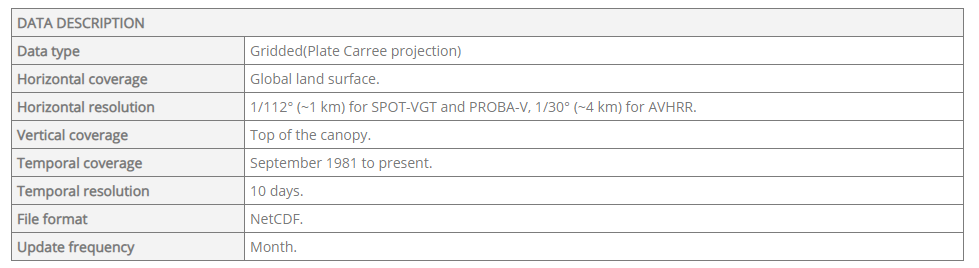 DATA DESCRIPTION
Data type Gridded(Plate Carree projection)
Horizontal coverage Global land surface.
Horizontal resolution 1/112° (~1 km) for SPOT-VGT and PROBA-V, 1/30° (~4 km) for AVHRR.
Vertical coverage Top of the canopy.
Temporal coverage September 1981 to present.
Temporal resolution 10 days.
File format NetCDF.
Update frequency Month.